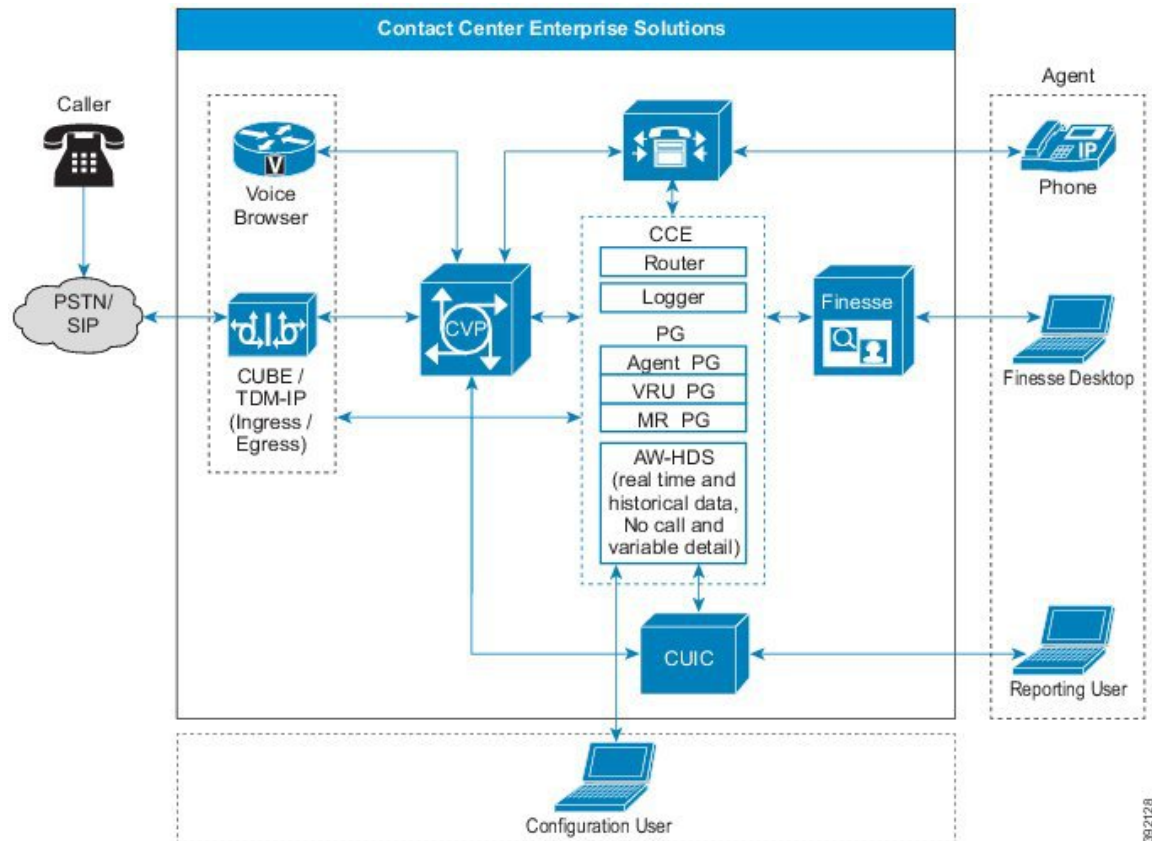 Contact Center Enterprise Solutions
Caller
PSTN/
SIP
V
Voice
Browser
CUBE /
TDM-IP
(Ingress /
Egress)
CVP
CCE
Router
Logger
PG
Agent PG
VRU PG
MR PG
AW-HDS
(real time and
historical data,
No call and
variable detail)
Finesse
CUIC
Agent
IP
Phone
Finesse Desktop
Reporting User
Configuration User
392128